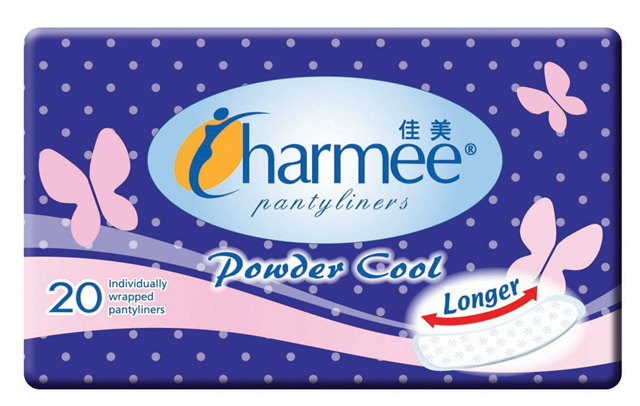 佳美
Charmee®
pantyliners
Powder Cool
Longer
20 Individually
wrapped
pantyliners